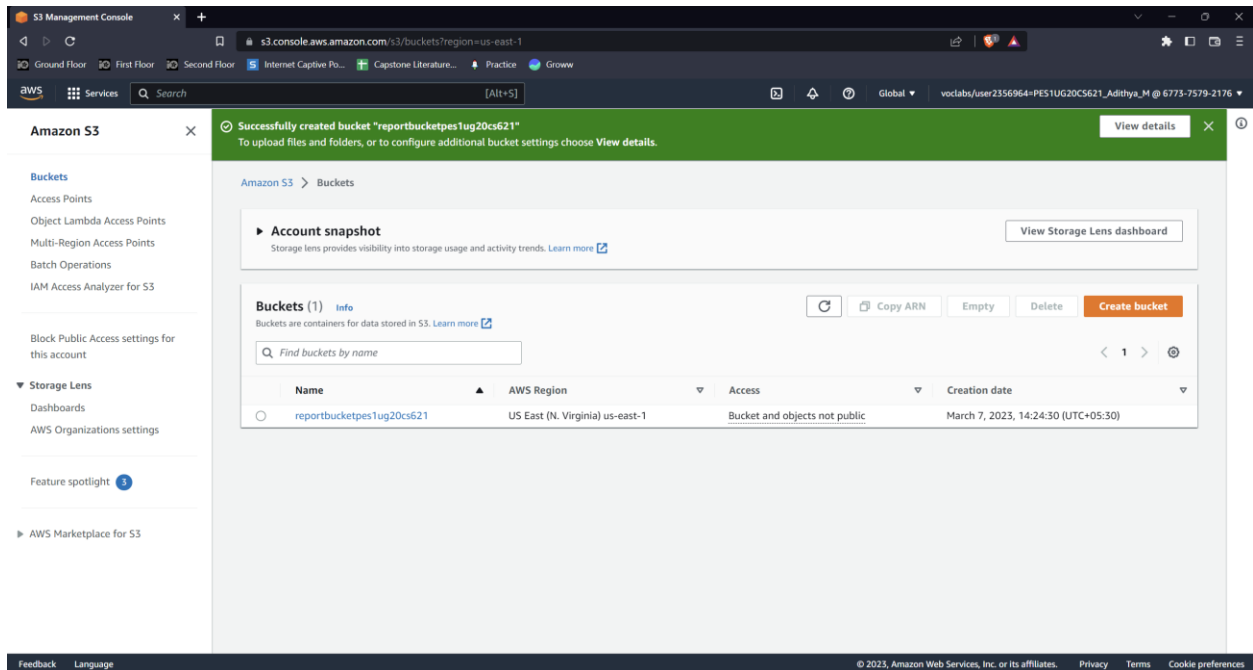 S3 Management Console
s3.console.aws.amazon.com/s3/buckets?region=us-east-1
Ground Floor First Floor Second Floor Internet Captive Po... Capstone Literature... Practice Groww
aws Services Search [Alt+S] Global voclabs/user2356964=PES1UG20CS621_Adithya_M @ 6773-7579-2176
Amazon S3
Buckets
Access Points
Object Lambda Access Points
Multi-Region Access Points
Batch Operations
IAM Access Analyzer for S3
Block Public Access settings for
this account
Storage Lens
Dashboards
AWS Organizations settings
Feature spotlight 3
AWS Marketplace for S3
Successfully created bucket "reportbucketpes1ug20cs621"
To upload files and folders, or to configure additional bucket settings choose View details.
View details
Amazon S3 > Buckets
Account snapshot
Storage lens provides visibility into storage usage and activity trends. Learn more
View Storage Lens dashboard
Buckets (1) Info
Buckets are containers for data stored in S3. Learn more
Copy ARN Empty Delete Create bucket
Find buckets by name
1
Name AWS Region Access Creation date
reportbucketpes1ug20cs621 US East (N. Virginia) us-east-1 Bucket and objects not public March 7, 2023, 14:24:30 (UTC+05:30)
Feedback Language © 2023, Amazon Web Services, Inc. or its affiliates. Privacy Terms Cookie preferences